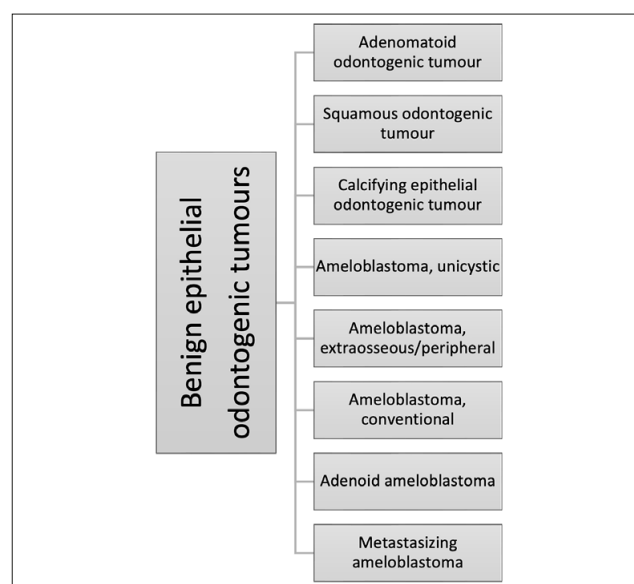 Benign epithelial
odontogenic tumours
Adenomatoid
odontogenic tumour
Squamous odontogenic
tumour
Calcifying epithelial
odontogenic tumour
Ameloblastoma, unicystic
Ameloblastoma,
extraosseous/peripheral
Ameloblastoma,
conventional
Adenoid ameloblastoma
Metastasizing
ameloblastoma